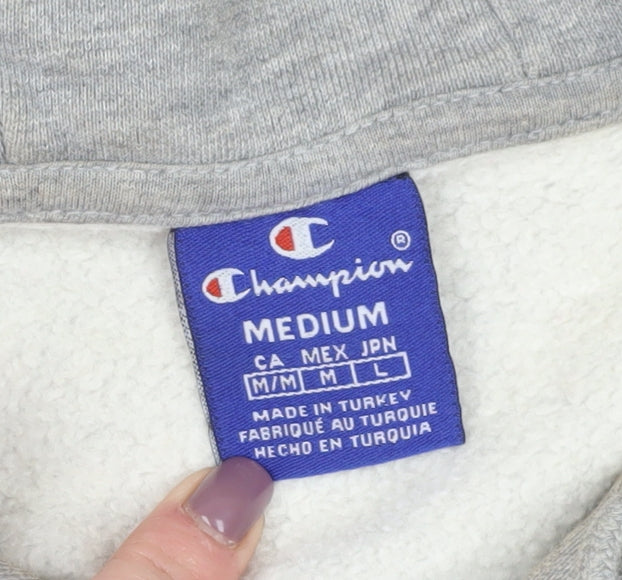 ®
Champion
MEDIUM
CA MEX JPN
M/M M L
MADE IN TURKEY
FABRIQUÉ AU TURQUIE
HECHO EN TURQUIA